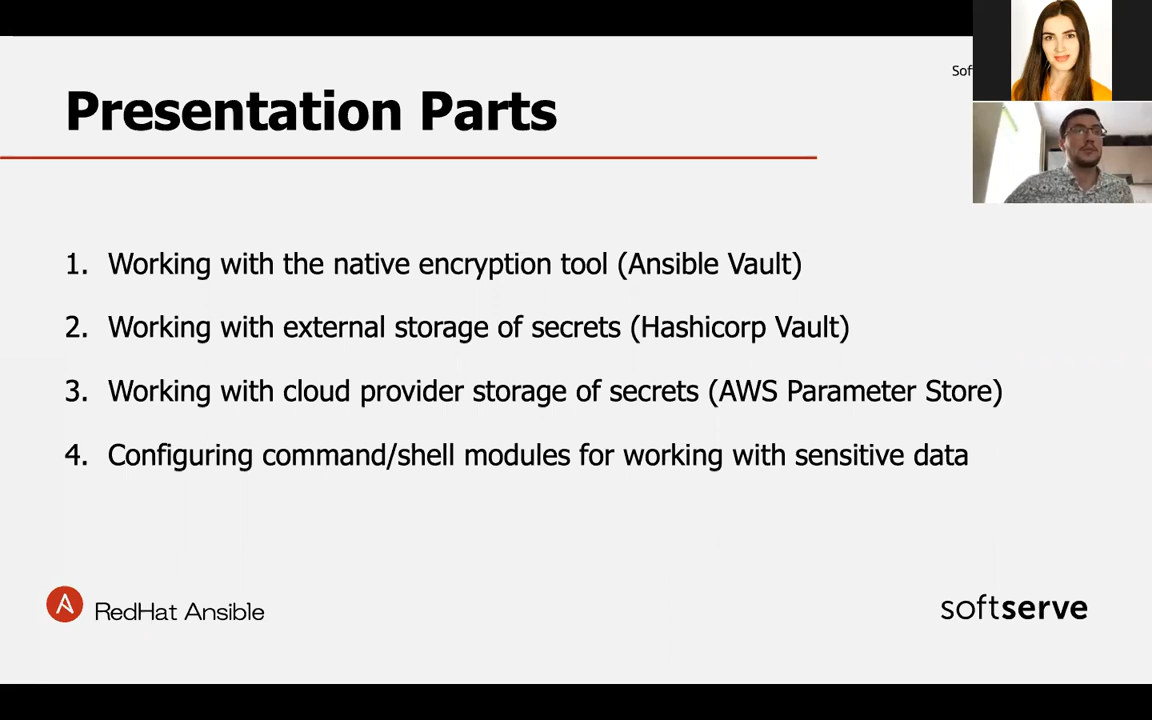 Sof
Presentation Parts
1. Working with the native encryption tool (Ansible Vault)
2. Working with external storage of secrets (Hashicorp Vault)
3. Working with cloud provider storage of secrets (AWS Parameter Store)
4. Configuring command/shell modules for working with sensitive data
RedHat Ansible
softserve